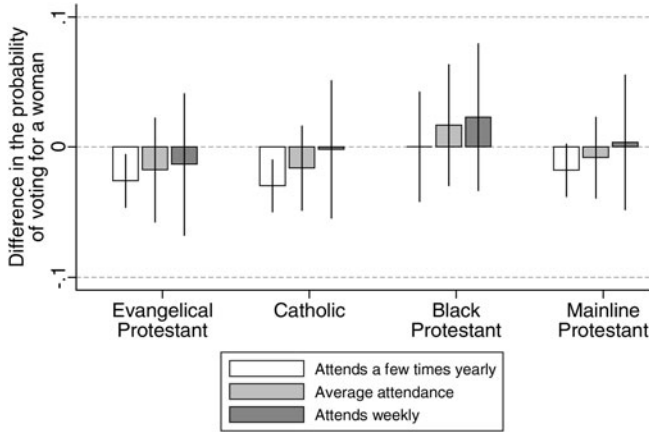 Difference in the probability
of voting for a woman
.1
0
-.1
Evangelical
Protestant
Catholic
Black
Protestant
Mainline
Protestant
Attends a few times yearly
Average attendance
Attends weekly